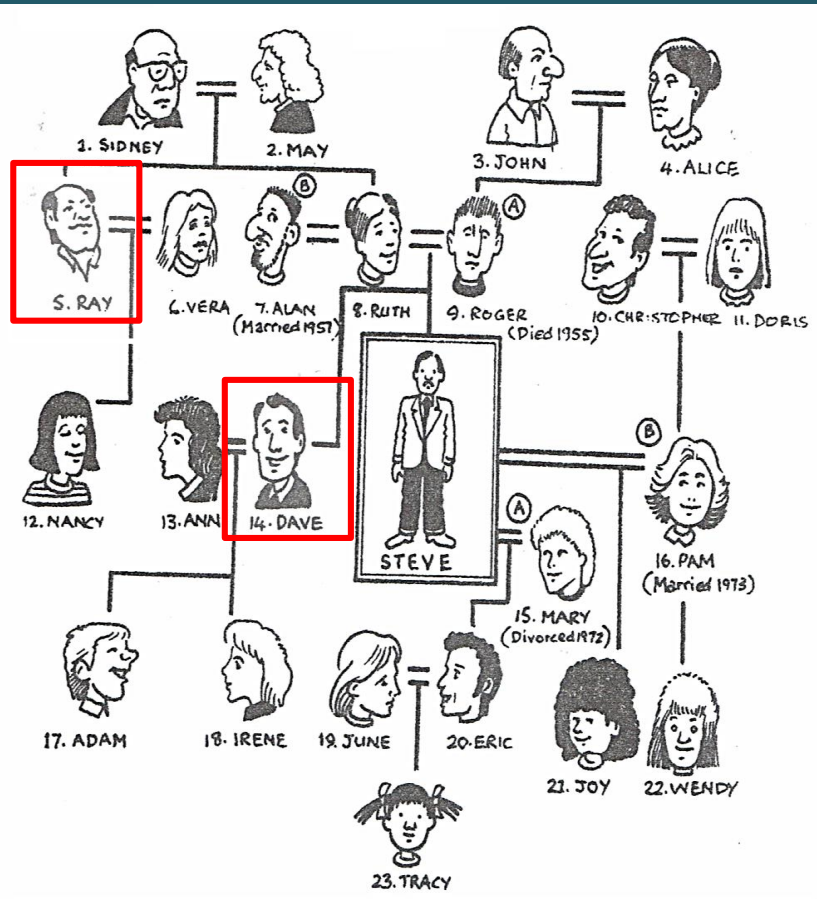 1. SIDNEY
2. MAY
3. JOHN
4. ALICE
B
A
5. RAY
6. VERA
7. ALAN
(Married 1957)
8. RUTH
9. ROGER
(Died 1955)
10. CHRISTOPHER
11. DORIS
B
12. NANCY
13. ANN
14. DAVE
STEVE
A
15. MARY
(Divorced 1972)
16. PAM
(Married 1973)
17. ADAM
18. IRENE
19. JUNE
20. ERIC
21. JOY
22. WENDY
23. TRACY